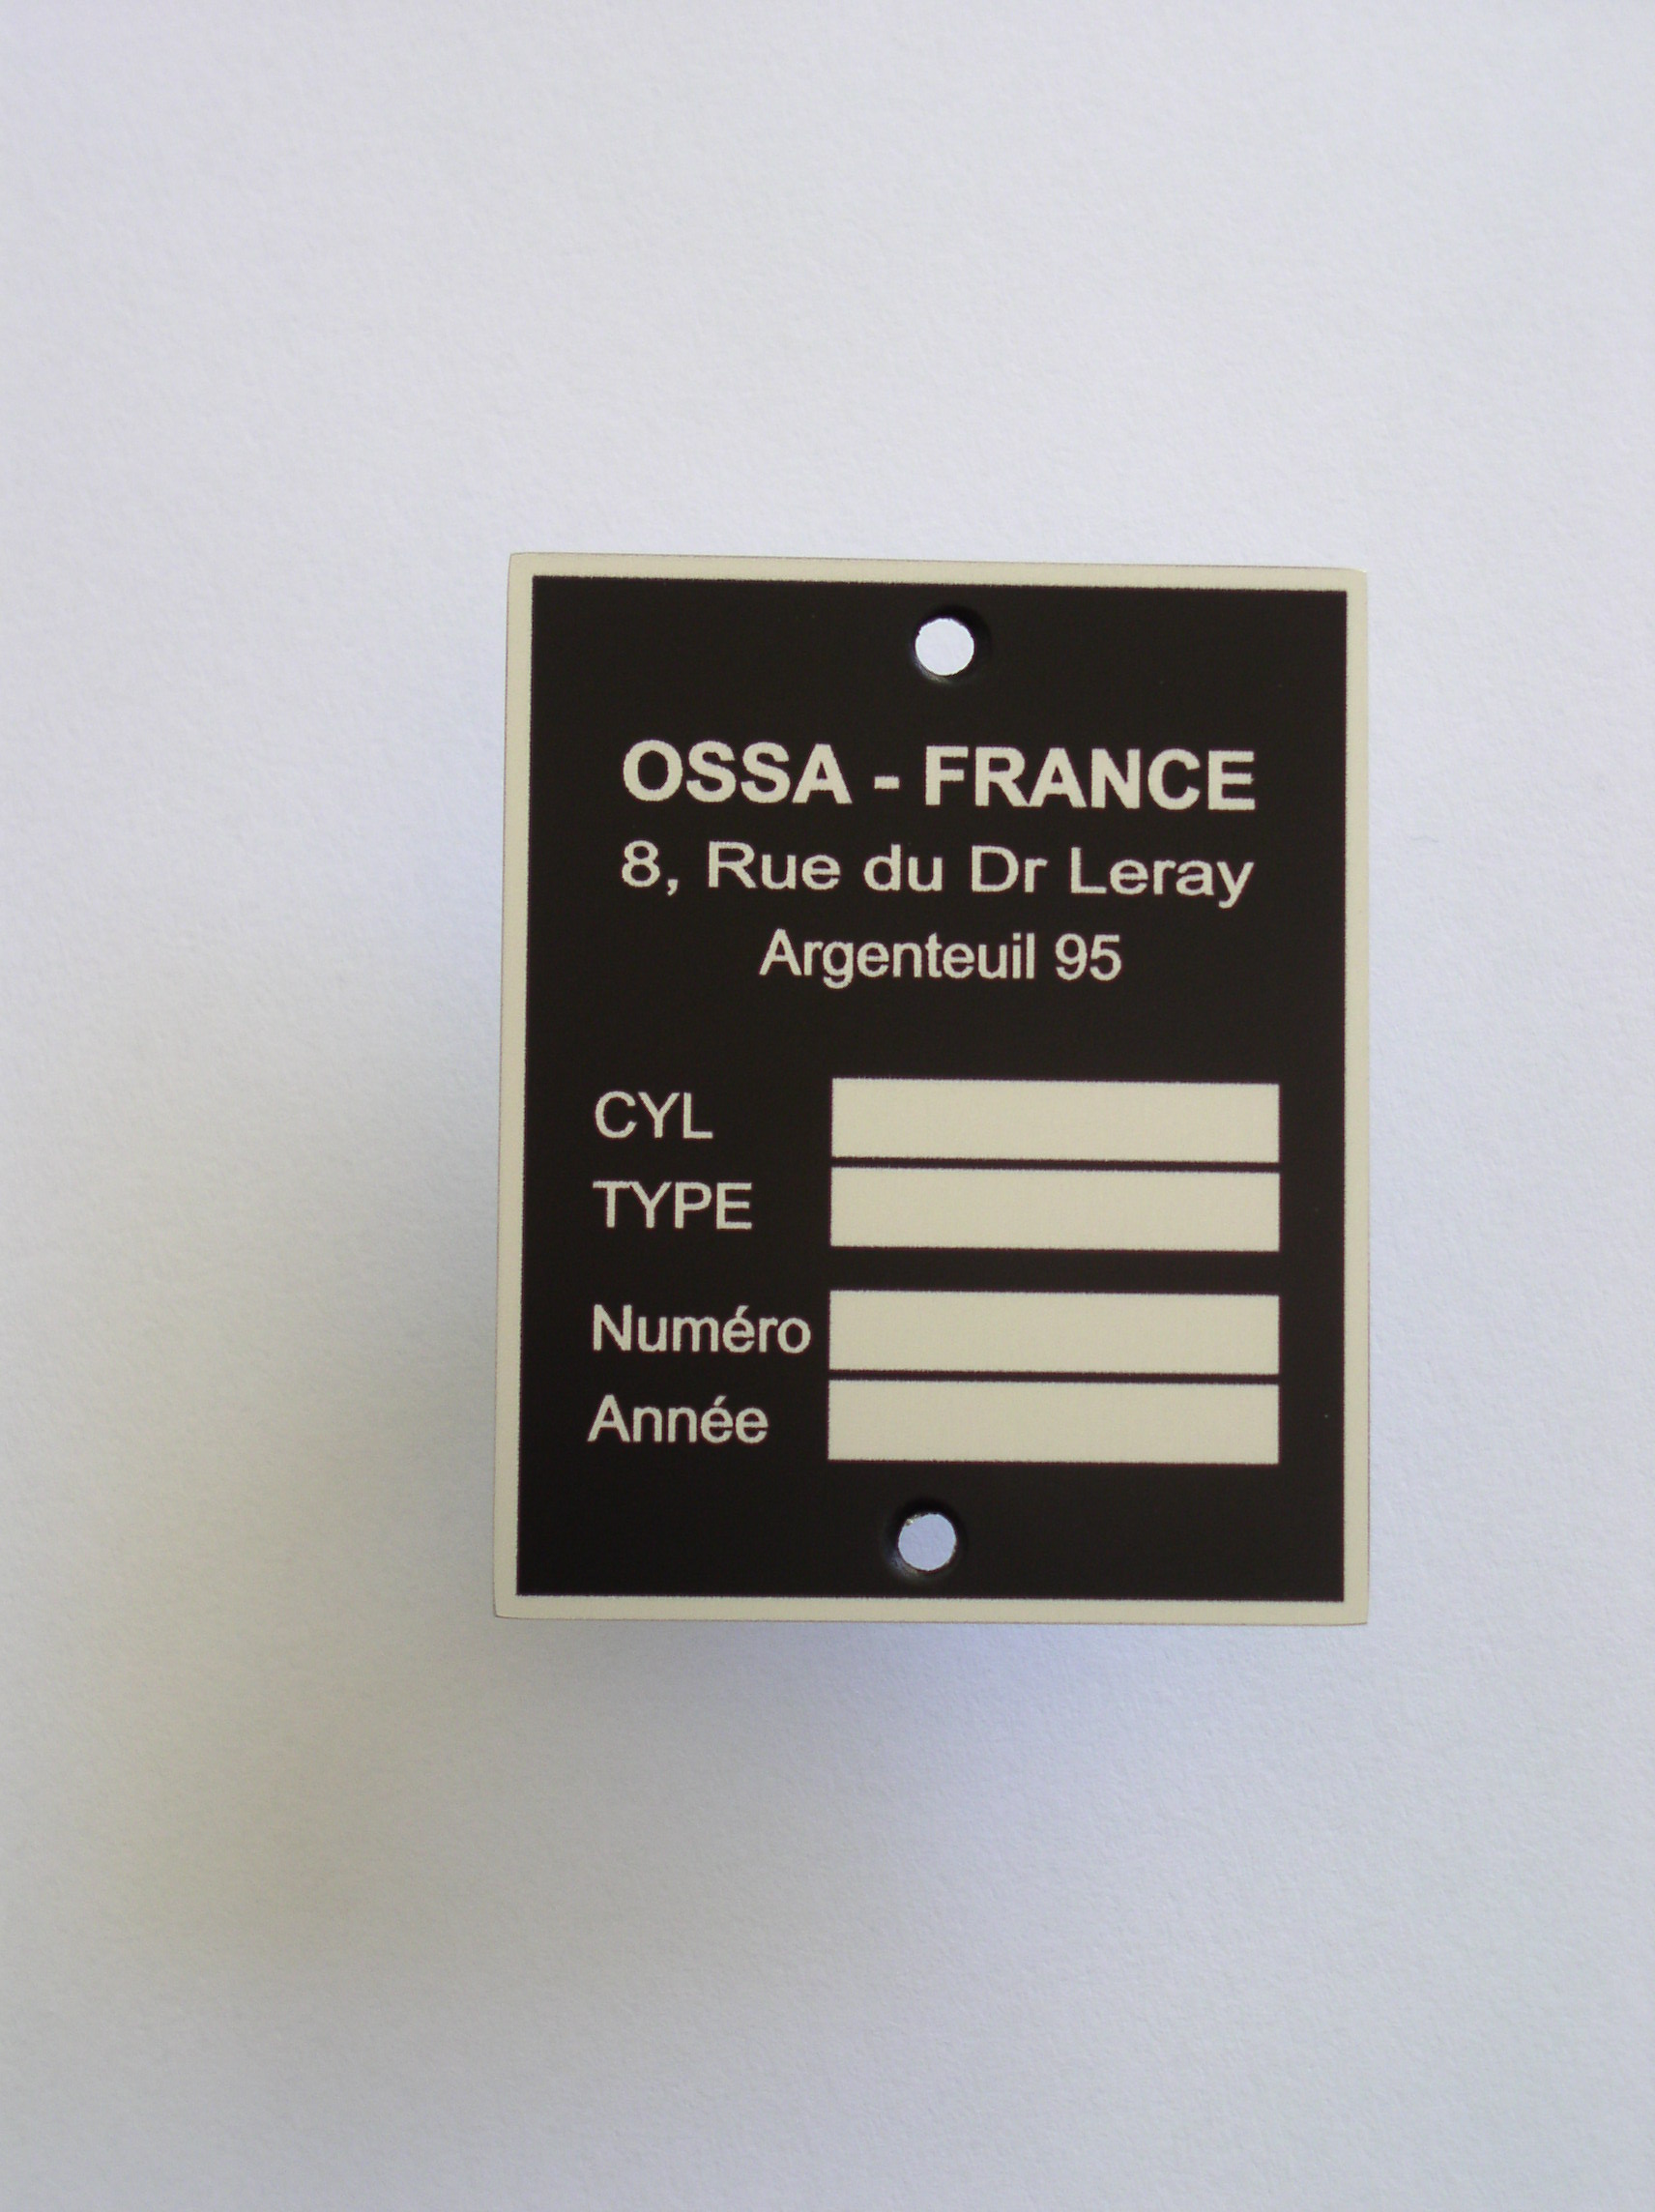 OSSA - FRANCE
8, Rue du Dr Leray
Argenteuil 95
CYL
TYPE
Numéro
Année